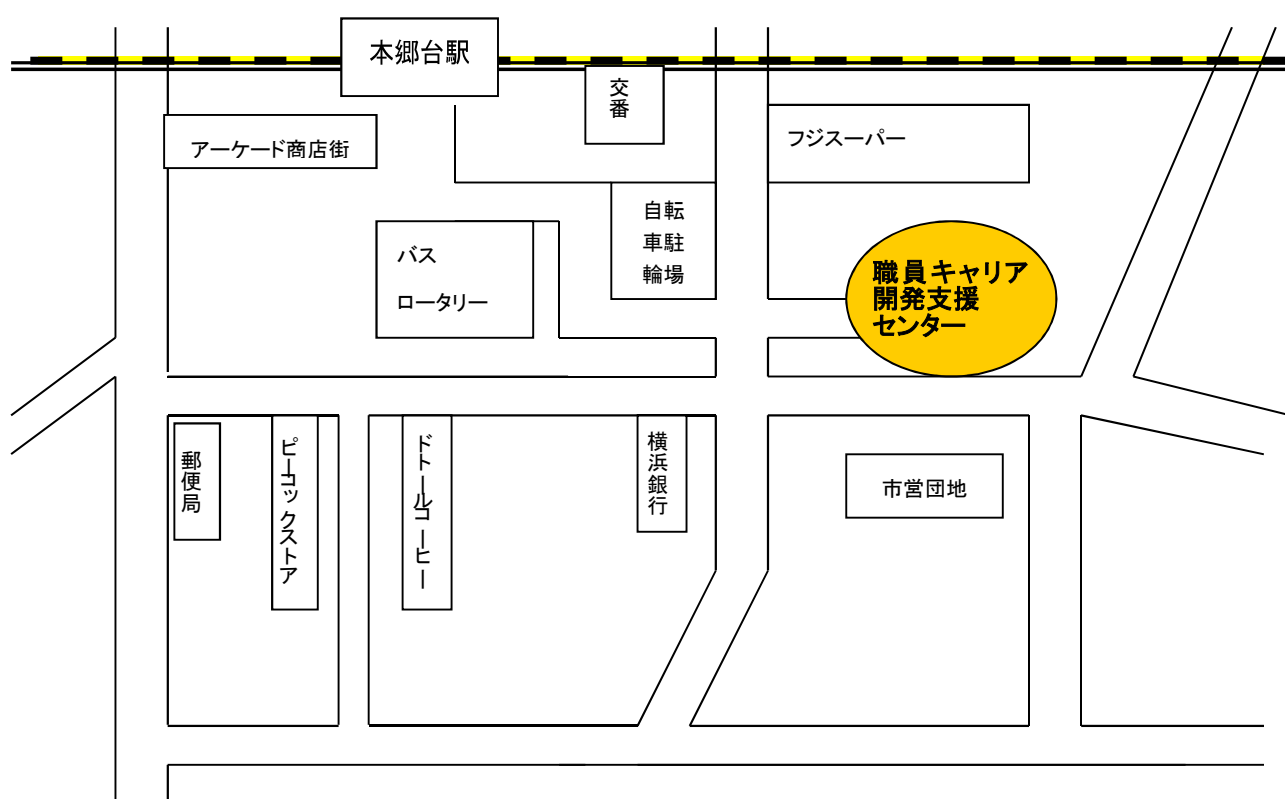 本郷台駅
交番
アーケード商店街
フジスーパー
自転
車駐
輪場
バス
ロータリー
職員キャリア
開発支援
センター
郵便局
ピーコックストア
ドトールコーヒー
横浜銀行
市営団地